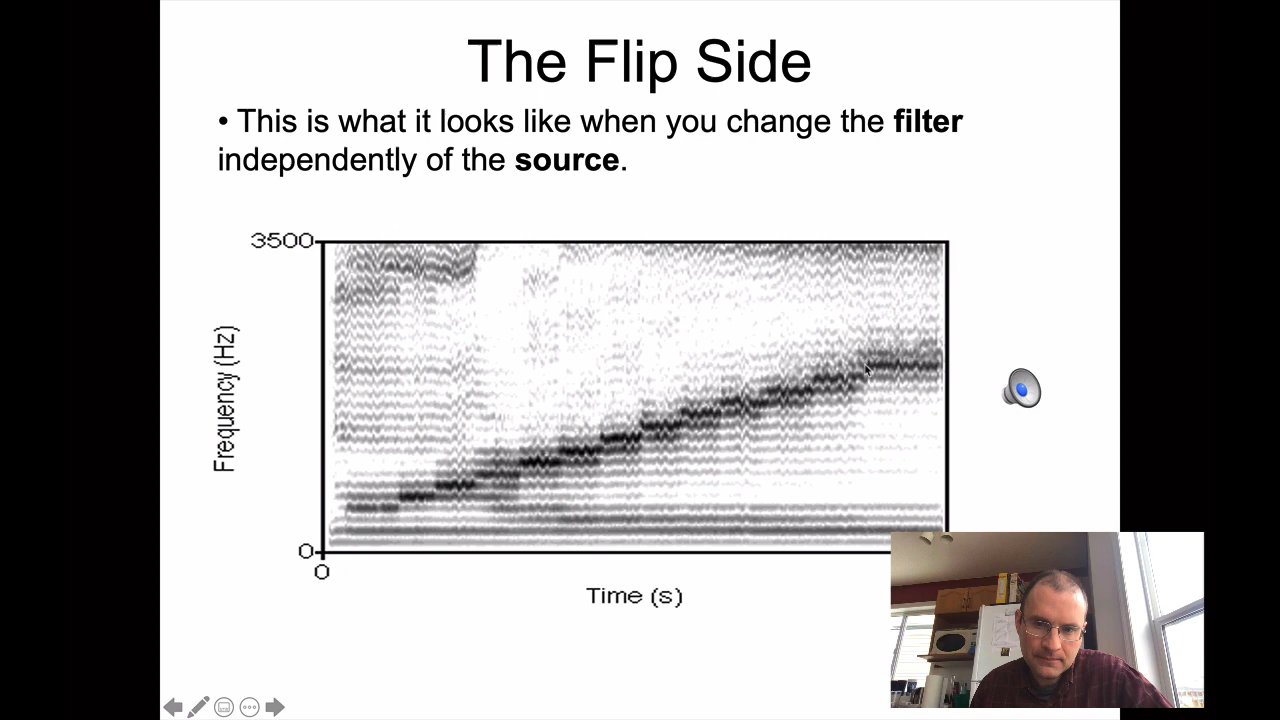 The Flip Side
• This is what it looks like when you change the filter
independently of the source.
3500
Frequency (Hz)
0
0
Time (s)